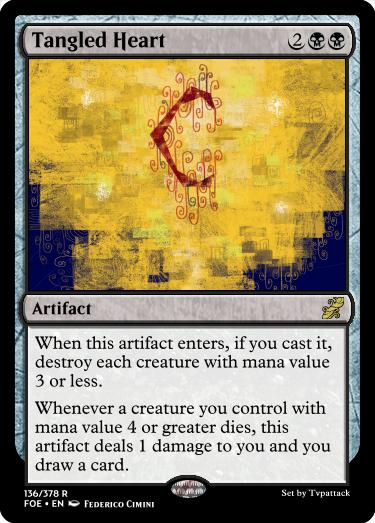 Tangled Heart 2
Artifact
When this artifact enters, if you cast it,
destroy each creature with mana value
3 or less.
Whenever a creature you control with
mana value 4 or greater dies, this
artifact deals 1 damage to you and you
draw a card.
136/378 R
FOE • EN Federico Cimini
Set by Tvpattack